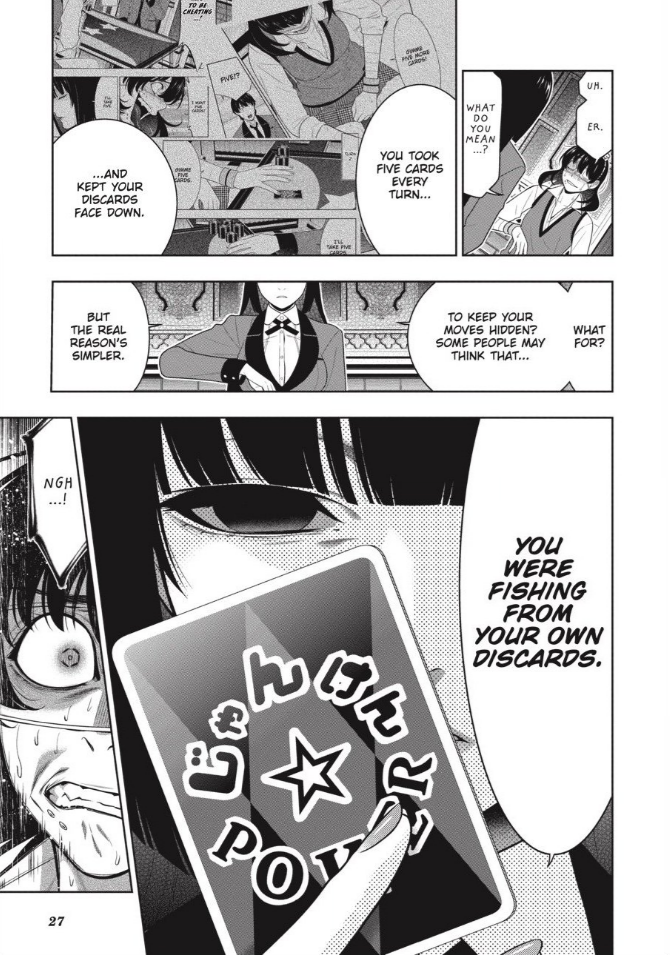 UH.
ER.
WHAT
DO
YOU
MEAN
...?
YOU TOOK
FIVE CARDS
EVERY
TURN...
TO BE
CHEATING
...!
FIVE!?
I WANT
FIVE
CARDS!
I'LL
TAKE
FIVE
GIMME
FIVE MORE
CARDS!
GIMME
FIVE
CARDS.
I'LL
TAKE FIVE
CARDS.
...AND
KEPT YOUR
DISCARDS
FACE DOWN.
WHAT
FOR?
TO KEEP YOUR
MOVES HIDDEN?
SOME PEOPLE MAY
THINK THAT...
BUT
THE REAL
REASON'S
SIMPLER.
YOU
WERE
FISHING
FROM
YOUR OWN
DISCARDS.
じゃんけん
POKER
NGH
...!
27